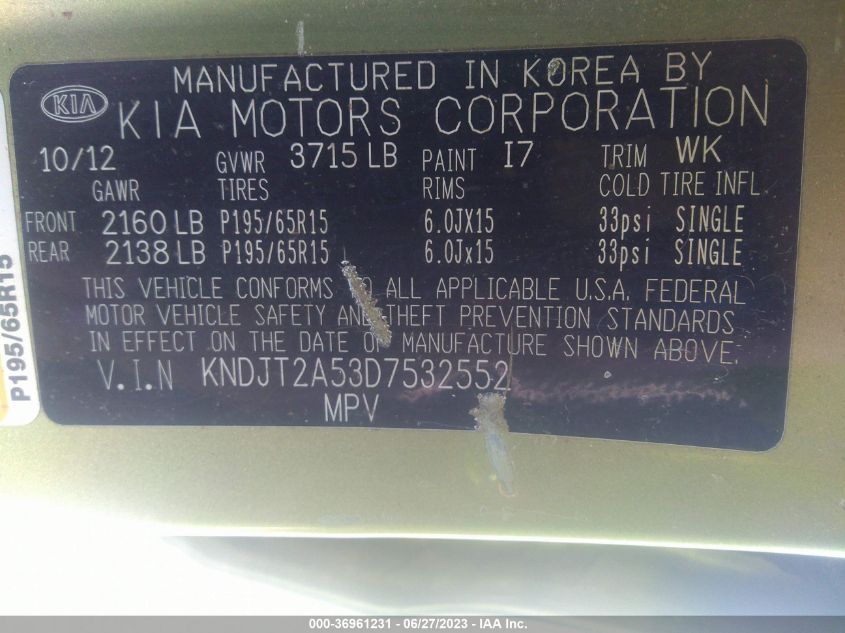 MANUFACTURED IN KOREA BY
KIA KIA MOTORS CORPORATION
10/12 GVWR 3715 LB PAINT I7 TRIM WK
GAWR TIRES RIMS COLD TIRE INFL.
FRONT 2160 LB P195/65R15 6.0JX15 33psi SINGLE
REAR 2138 LB P195/65R15 6.0Jx15 33psi SINGLE
THIS VEHICLE CONFORMS TO ALL APPLICABLE U.S.A. FEDERAL
MOTOR VEHICLE SAFETY AND THEFT PREVENTION STANDARDS
IN EFFECT ON THE DATE OF MANUFACTURE SHOWN ABOVE.
V.I.N KNDJT2A53D7532552
MPV
P195/65R15
000-36961231 - 06/27/2023 - IAA Inc.